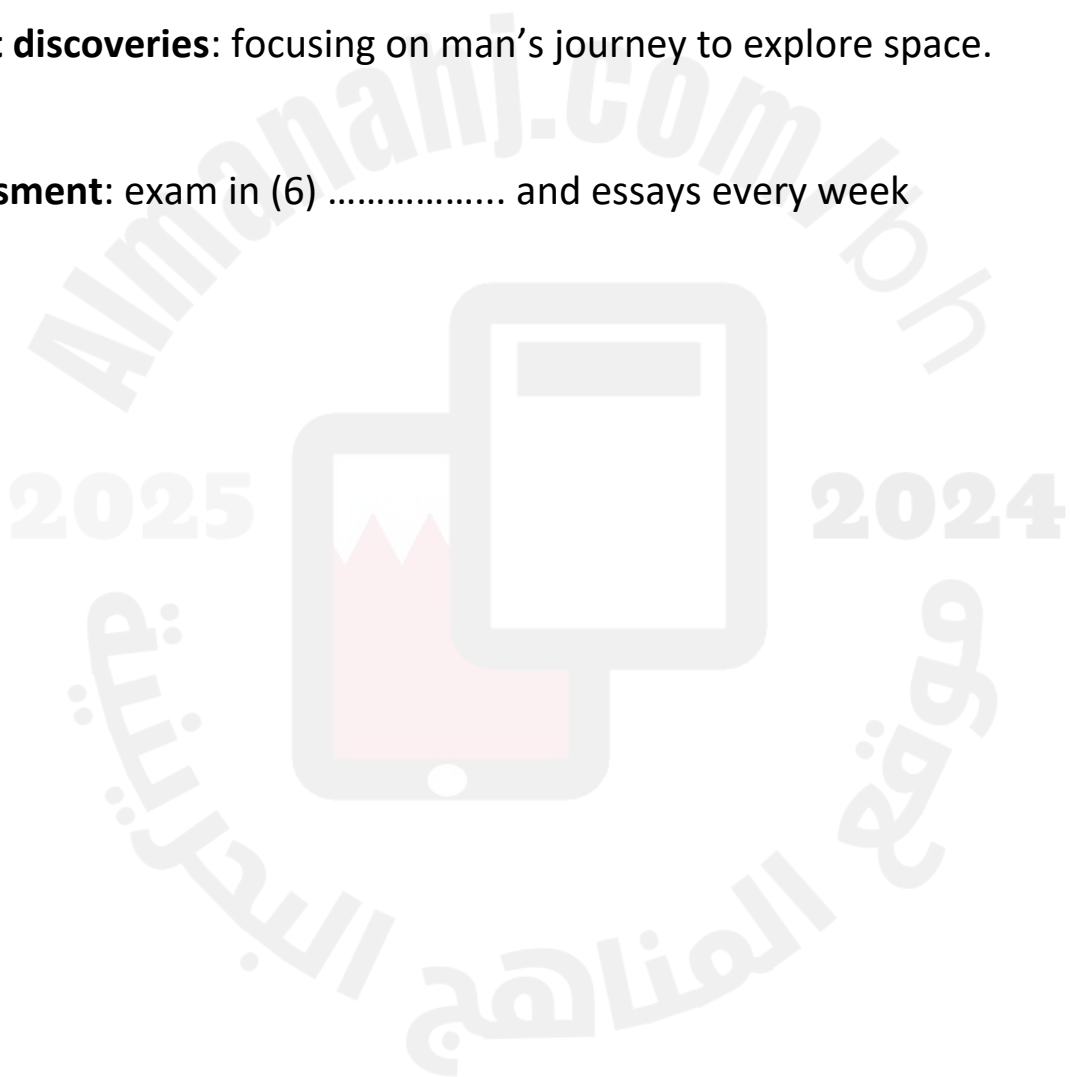 t discoveries: focusing on man’s journey to explore space.
sment: exam in (6) ……………... and essays every week
Almanahj.com/bh
2025
2024
موقع
المناهج
البحرينية